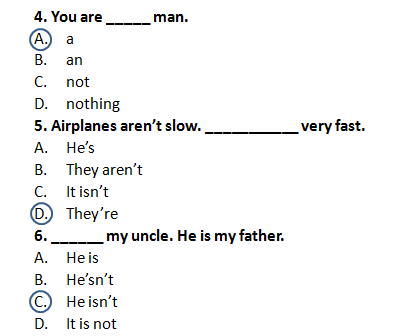 4. You are _____ man.
A. a
B. an
C. not
D. nothing
5. Airplanes aren't slow. ___________ very fast.
A. He's
B. They aren't
C. It isn't
D. They're
6. ______ my uncle. He is my father.
A. He is
B. He'sn't
C. He isn't
D. It is not